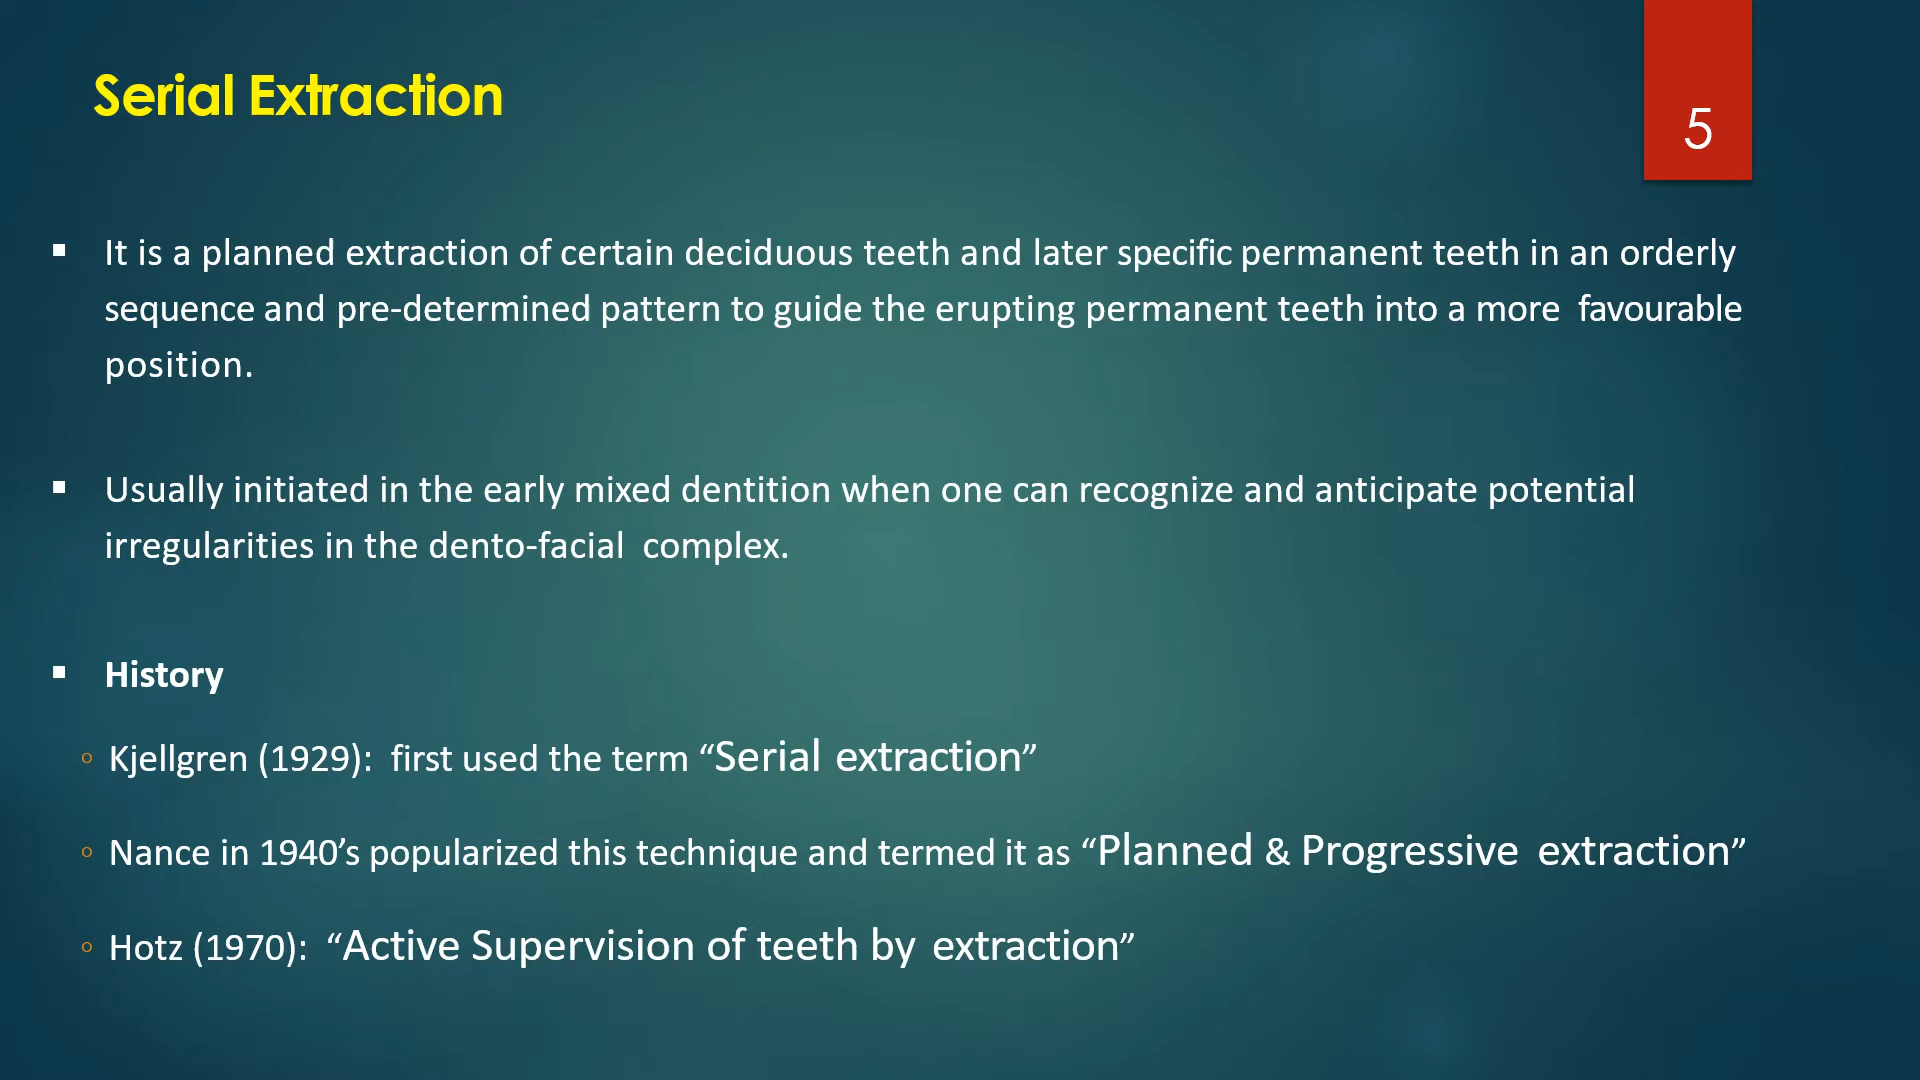 Serial Extraction
5
▪ It is a planned extraction of certain deciduous teeth and later specific permanent teeth in an orderly
sequence and pre-determined pattern to guide the erupting permanent teeth into a more favourable
position.
▪ Usually initiated in the early mixed dentition when one can recognize and anticipate potential
irregularities in the dento-facial complex.
▪ History
◦ Kjellgren (1929): first used the term “Serial extraction”
◦ Nance in 1940’s popularized this technique and termed it as “Planned & Progressive extraction”
◦ Hotz (1970): “Active Supervision of teeth by extraction”